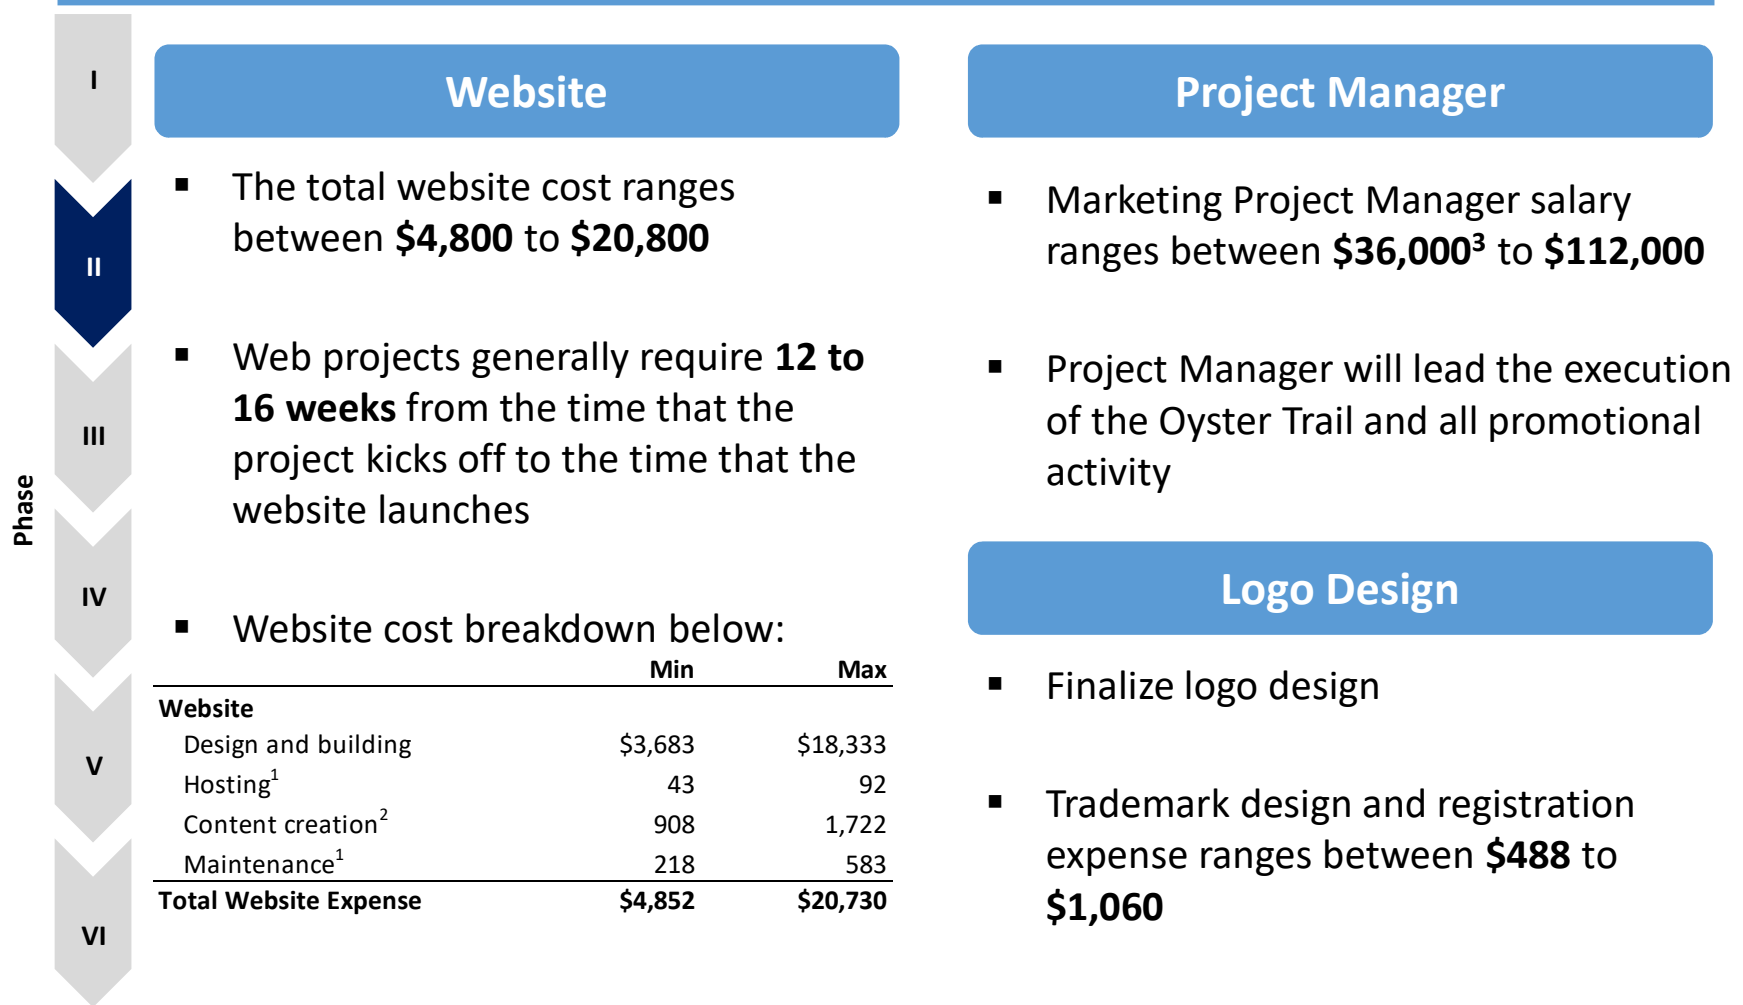 Phase
I
II
III
IV
V
VI
Website
▪ The total website cost ranges
between $4,800 to $20,800
▪ Web projects generally require 12 to
16 weeks from the time that the
project kicks off to the time that the
website launches
▪ Website cost breakdown below:
Min Max
Website
Design and building $3,683 $18,333
Hosting¹ 43 92
Content creation² 908 1,722
Maintenance¹ 218 583
Total Website Expense $4,852 $20,730
Project Manager
▪ Marketing Project Manager salary
ranges between $36,000³ to $112,000
▪ Project Manager will lead the execution
of the Oyster Trail and all promotional
activity
Logo Design
▪ Finalize logo design
▪ Trademark design and registration
expense ranges between $488 to
$1,060